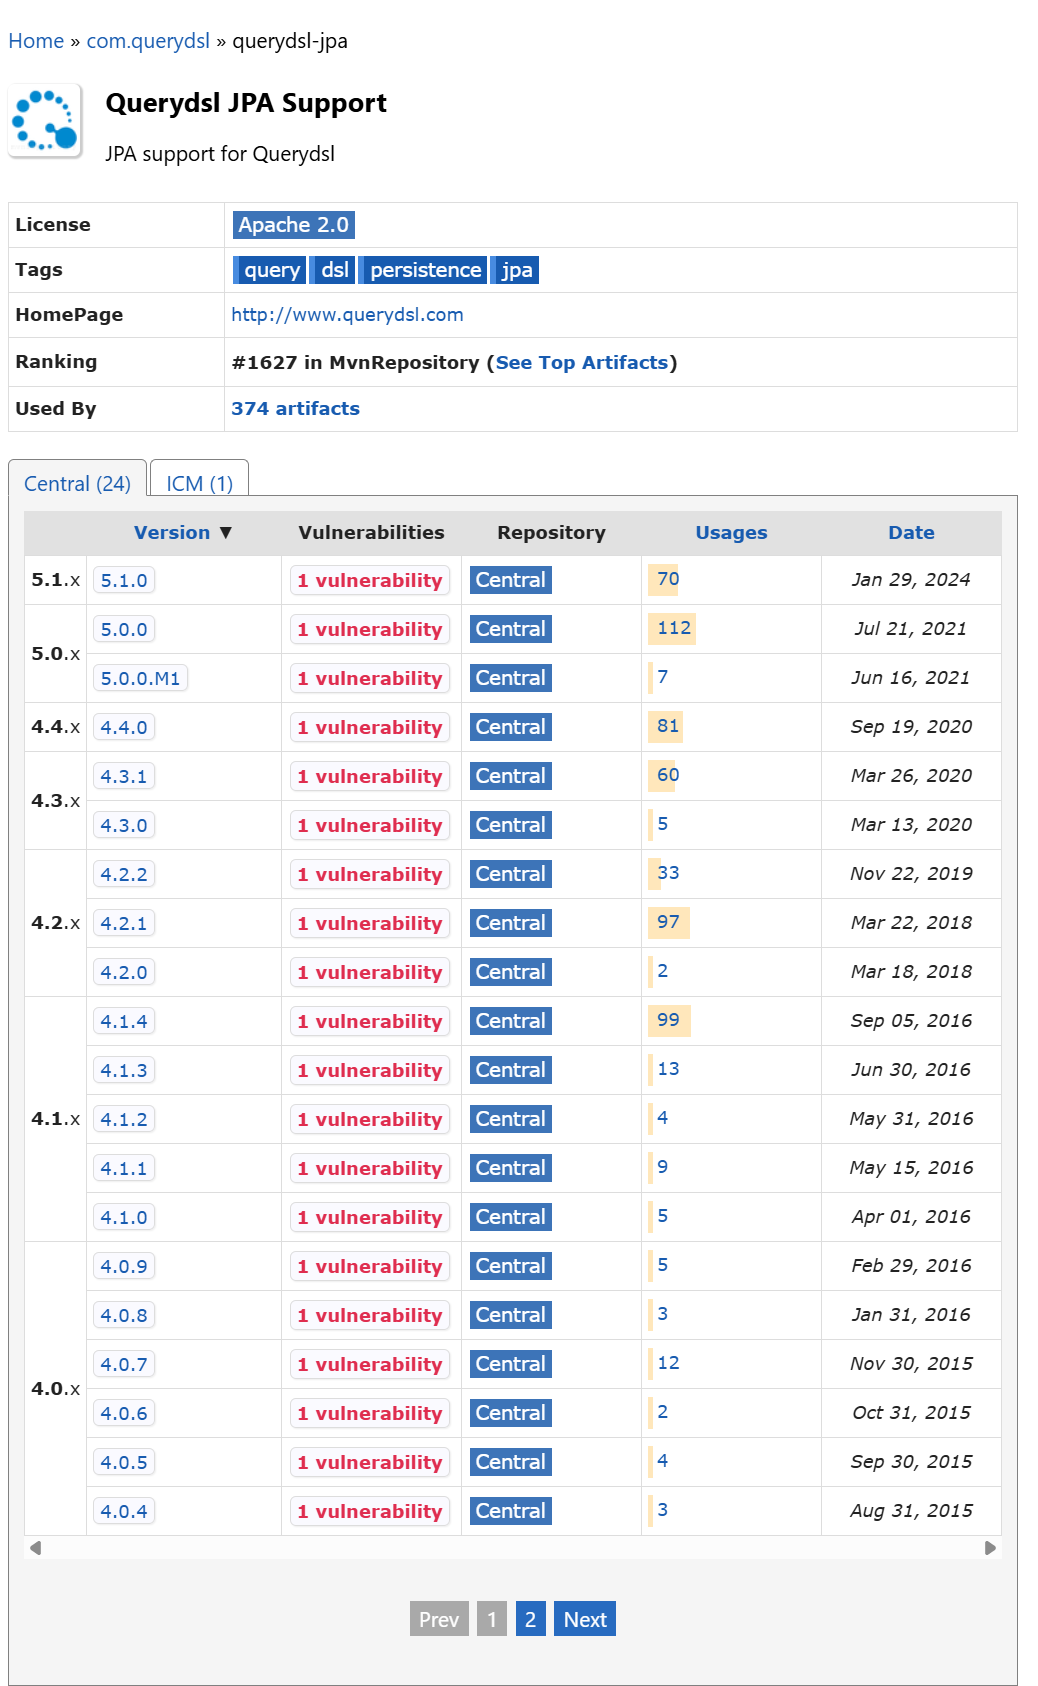 Home » com.querydsl » querydsl-jpa
Querydsl JPA Support
JPA support for Querydsl
License Apache 2.0
Tags query dsl persistence jpa
HomePage http://www.querydsl.com
Ranking #1627 in MvnRepository (See Top Artifacts)
Used By 374 artifacts
Central (24) ICM (1)
Version ▼ Vulnerabilities Repository Usages Date
5.1.x 5.1.0 1 vulnerability Central 70 Jan 29, 2024
5.0.x
5.0.0 1 vulnerability Central 112 Jul 21, 2021
5.0.0.M1 1 vulnerability Central 7 Jun 16, 2021
4.4.x 4.4.0 1 vulnerability Central 81 Sep 19, 2020
4.3.x
4.3.1 1 vulnerability Central 60 Mar 26, 2020
4.3.0 1 vulnerability Central 5 Mar 13, 2020
4.2.x
4.2.2 1 vulnerability Central 33 Nov 22, 2019
4.2.1 1 vulnerability Central 97 Mar 22, 2018
4.2.0 1 vulnerability Central 2 Mar 18, 2018
4.1.x
4.1.4 1 vulnerability Central 99 Sep 05, 2016
4.1.3 1 vulnerability Central 13 Jun 30, 2016
4.1.2 1 vulnerability Central 4 May 31, 2016
4.1.1 1 vulnerability Central 9 May 15, 2016
4.1.0 1 vulnerability Central 5 Apr 01, 2016
4.0.x
4.0.9 1 vulnerability Central 5 Feb 29, 2016
4.0.8 1 vulnerability Central 3 Jan 31, 2016
4.0.7 1 vulnerability Central 12 Nov 30, 2015
4.0.6 1 vulnerability Central 2 Oct 31, 2015
4.0.5 1 vulnerability Central 4 Sep 30, 2015
4.0.4 1 vulnerability Central 3 Aug 31, 2015
Prev 1 2 Next